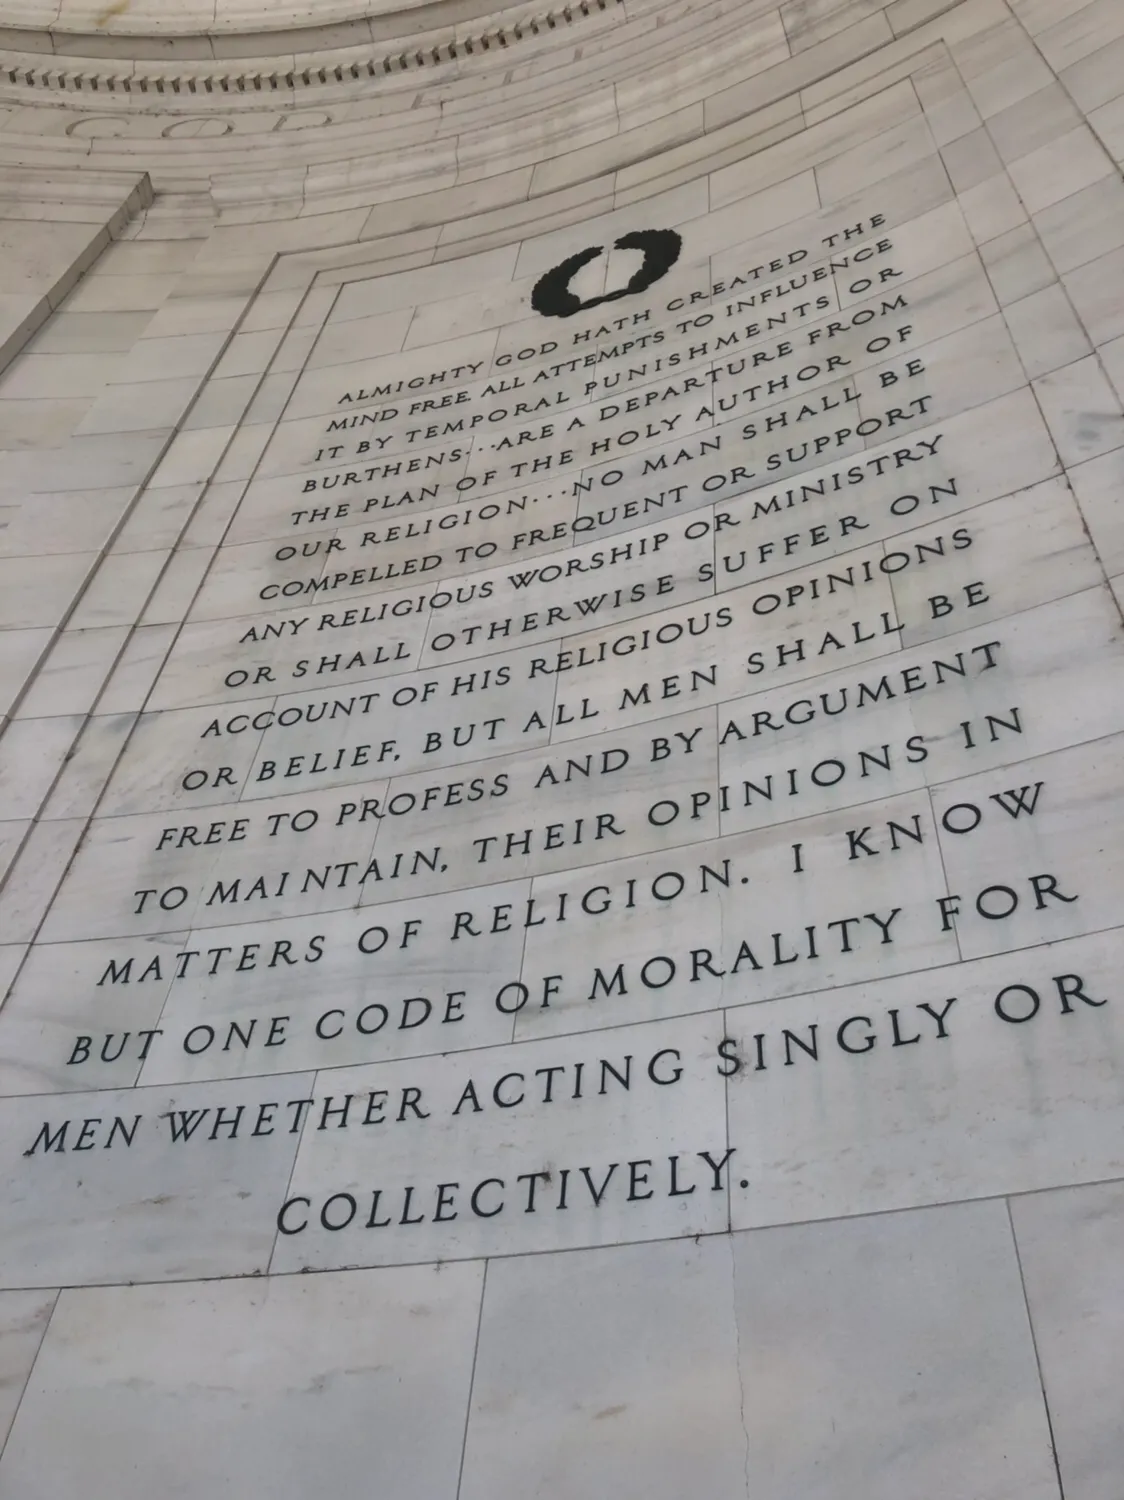 GOD
ALMIGHTY GOD HATH CREATED THE
MIND FREE. ALL ATTEMPTS TO INFLUENCE
IT BY TEMPORAL PUNISHMENTS OR
BURTHENS···ARE A DEPARTURE FROM
THE PLAN OF THE HOLY AUTHOR OF
OUR RELIGION···NO MAN SHALL BE
COMPELLED TO FREQUENT OR SUPPORT
ANY RELIGIOUS WORSHIP OR MINISTRY
OR SHALL OTHERWISE SUFFER ON
ACCOUNT OF HIS RELIGIOUS OPINIONS
OR BELIEF, BUT ALL MEN SHALL BE
FREE TO PROFESS AND BY ARGUMENT
TO MAINTAIN, THEIR OPINIONS IN
MATTERS OF RELIGION. I KNOW
BUT ONE CODE OF MORALITY FOR
MEN WHETHER ACTING SINGLY OR
COLLECTIVELY.